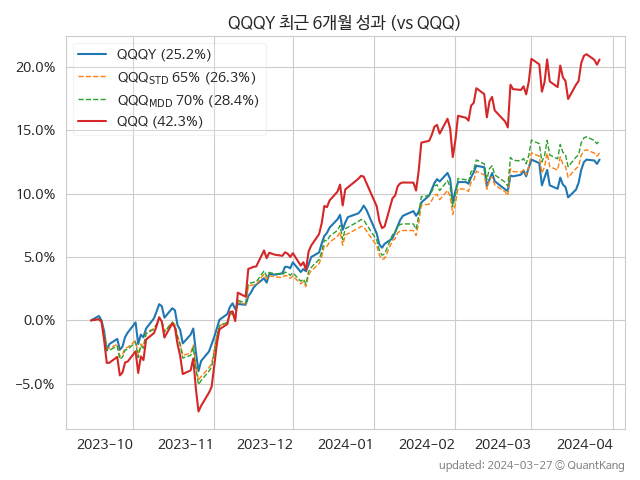 QQQY 최근 6개월 성과 (vs QQQ)
QQQY (25.2%)
QQQSTD 65% (26.3%)
QQQMDD 70% (28.4%)
QQQ (42.3%)
20.0%
15.0%
10.0%
5.0%
0.0%
−5.0%
2023-10 2023-11 2023-12 2024-01 2024-02 2024-03 2024-04
updated: 2024-03-27 © QuantKang